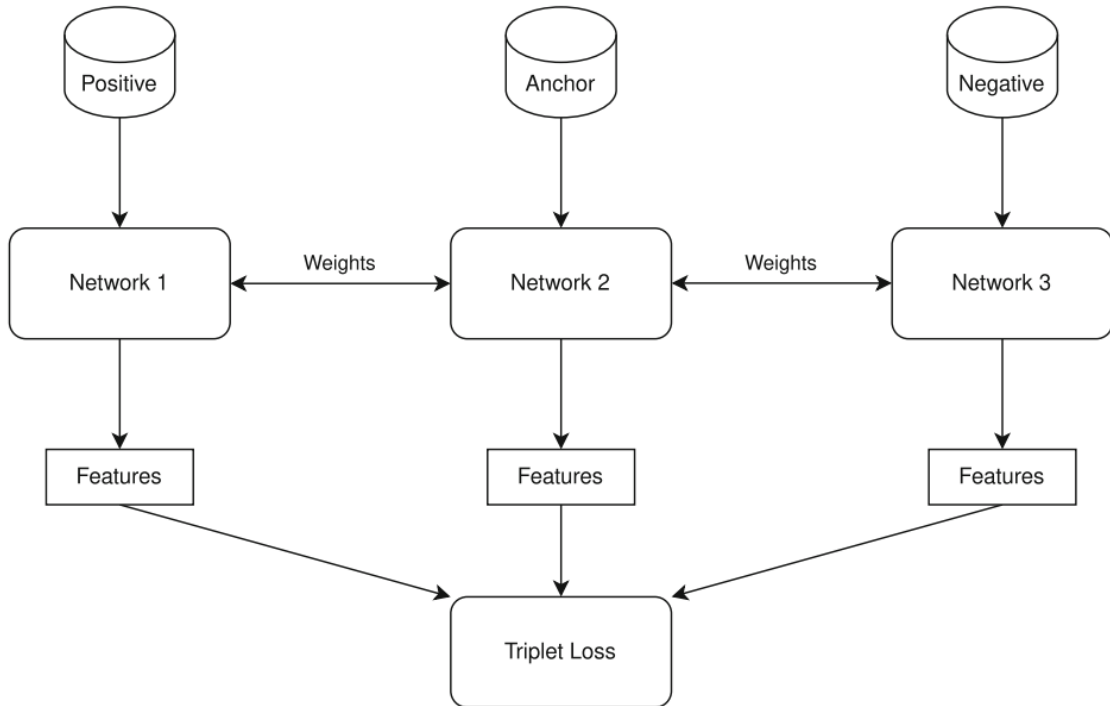 Positive
Anchor
Negative
Network 1
Weights
Network 2
Weights
Network 3
Features
Features
Features
Triplet Loss